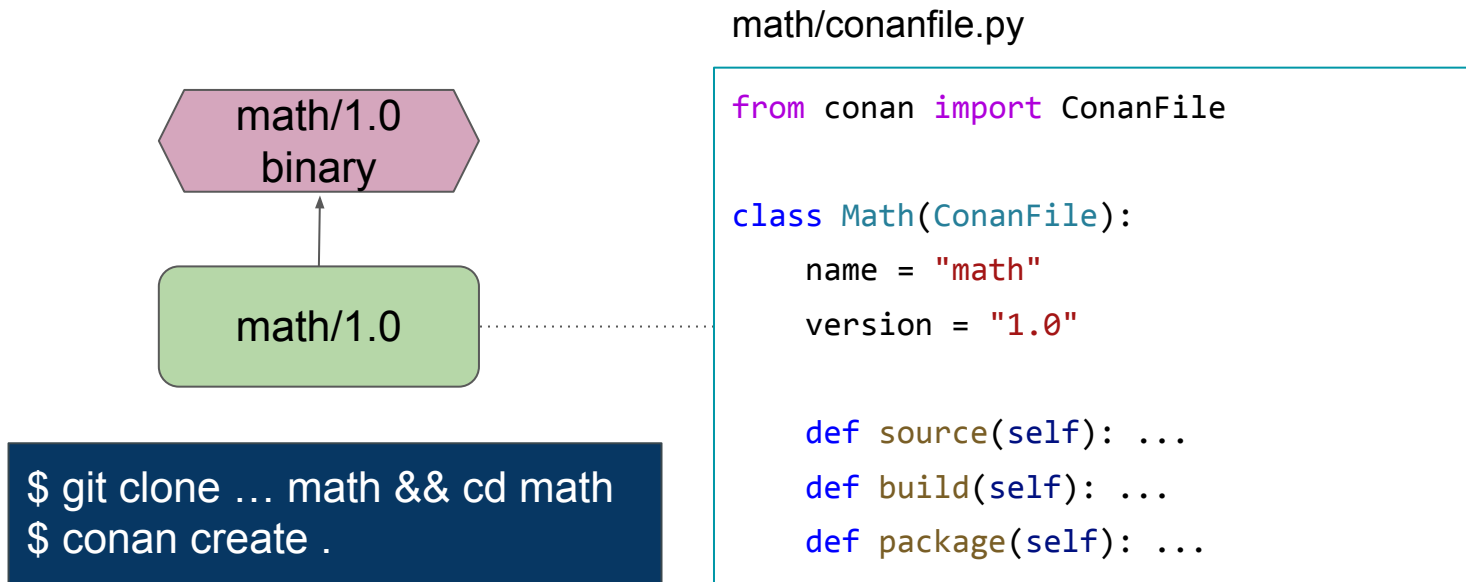 math/1.0
binary
math/1.0
$ git clone … math && cd math
$ conan create .
math/conanfile.py
from conan import ConanFile
class Math(ConanFile):
    name = "math"
    version = "1.0"
    def source(self): ...
    def build(self): ...
    def package(self): ...